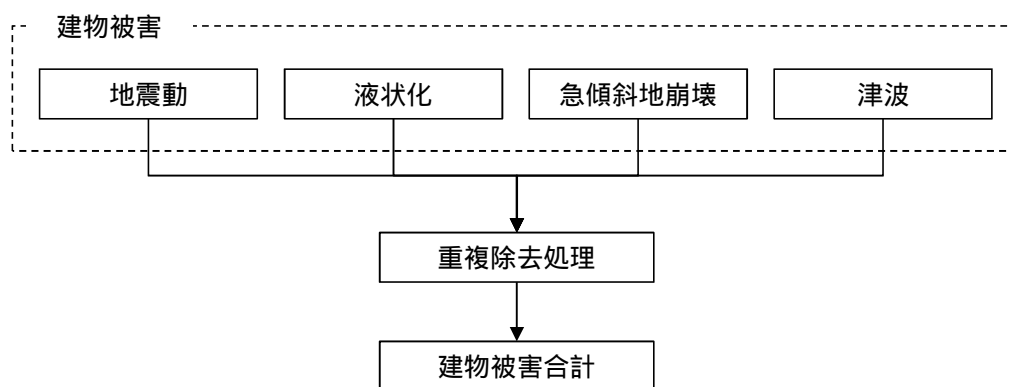 建物被害
地震動
液状化
急傾斜地崩壊
津波
重複除去処理
建物被害合計